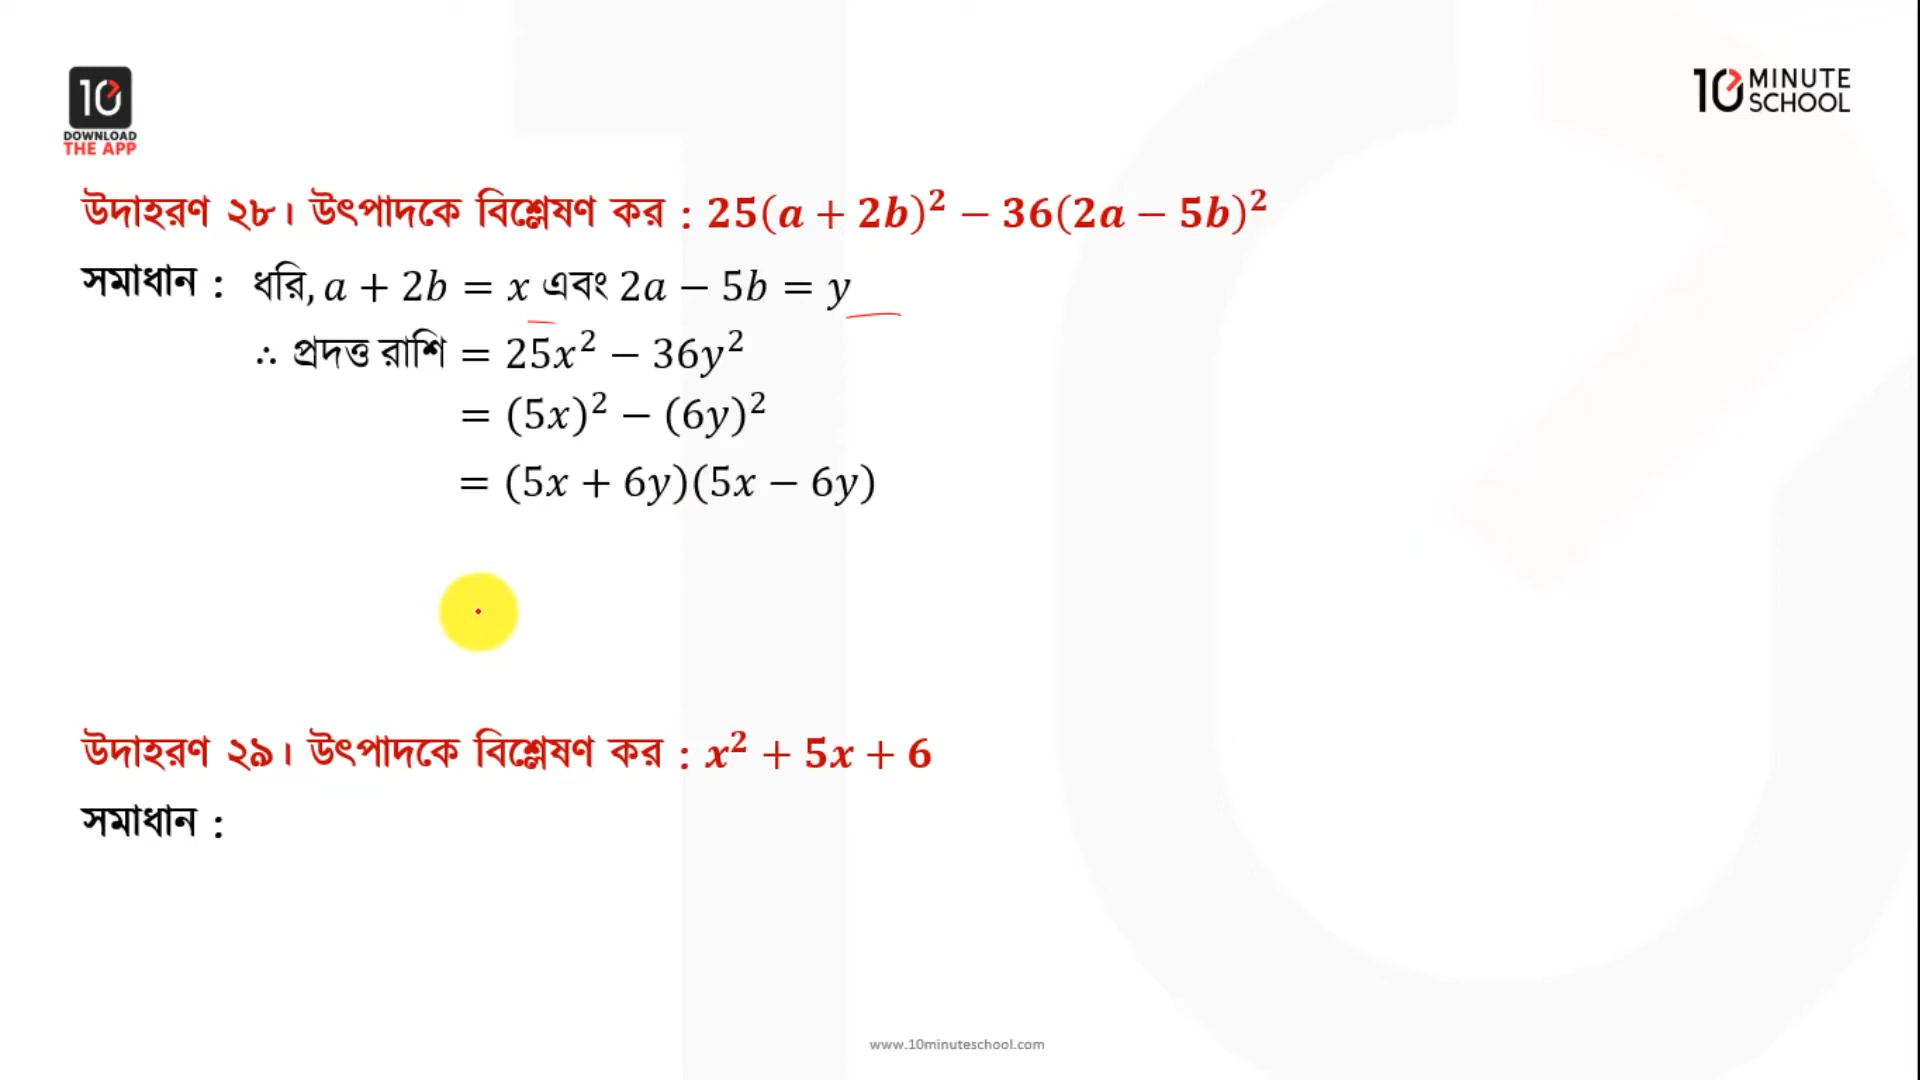 10
DOWNLOAD
THE APP
10 MINUTE
SCHOOL
উদাহরণ ২৮। উৎপাদকে বিশ্লেষণ কর : 25(a + 2b)² − 36(2a − 5b)²
সমাধান : ধরি, a + 2b = x এবং 2a − 5b = y
∴ প্রদত্ত রাশি = 25x² − 36y²
= (5x)² − (6y)²
= (5x + 6y)(5x − 6y)
উদাহরণ ২৯। উৎপাদকে বিশ্লেষণ কর : x² + 5x + 6
সমাধান :
www.10minuteschool.com